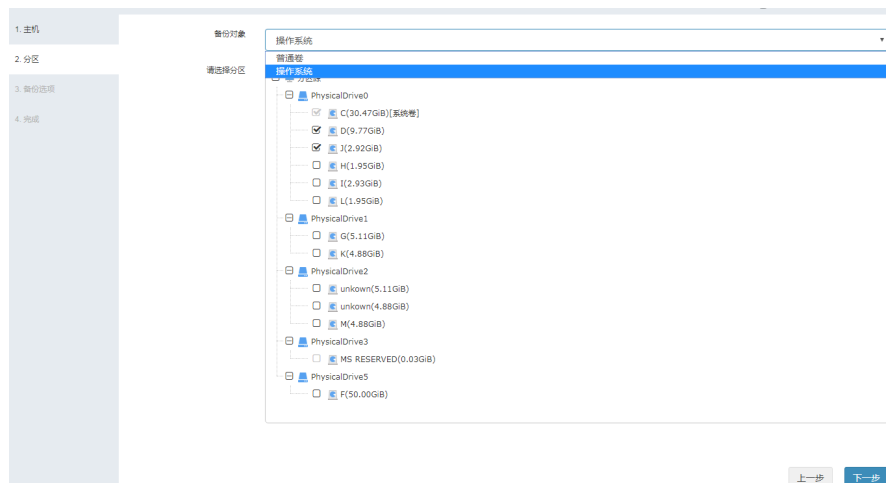 1. 主机
2. 分区
3. 备份选项
4. 完成
备份对象
操作系统
普通卷
操作系统
请选择分区
PhysicalDrive0
C(30.47GiB)[系统卷]
D(9.77GiB)
J(2.92GiB)
H(1.95GiB)
I(2.93GiB)
L(1.95GiB)
PhysicalDrive1
G(5.11GiB)
K(4.88GiB)
PhysicalDrive2
unkown(5.11GiB)
unkown(4.88GiB)
M(4.88GiB)
PhysicalDrive3
MS RESERVED(0.03GiB)
PhysicalDrive5
F(50.00GiB)
上一步
下一步